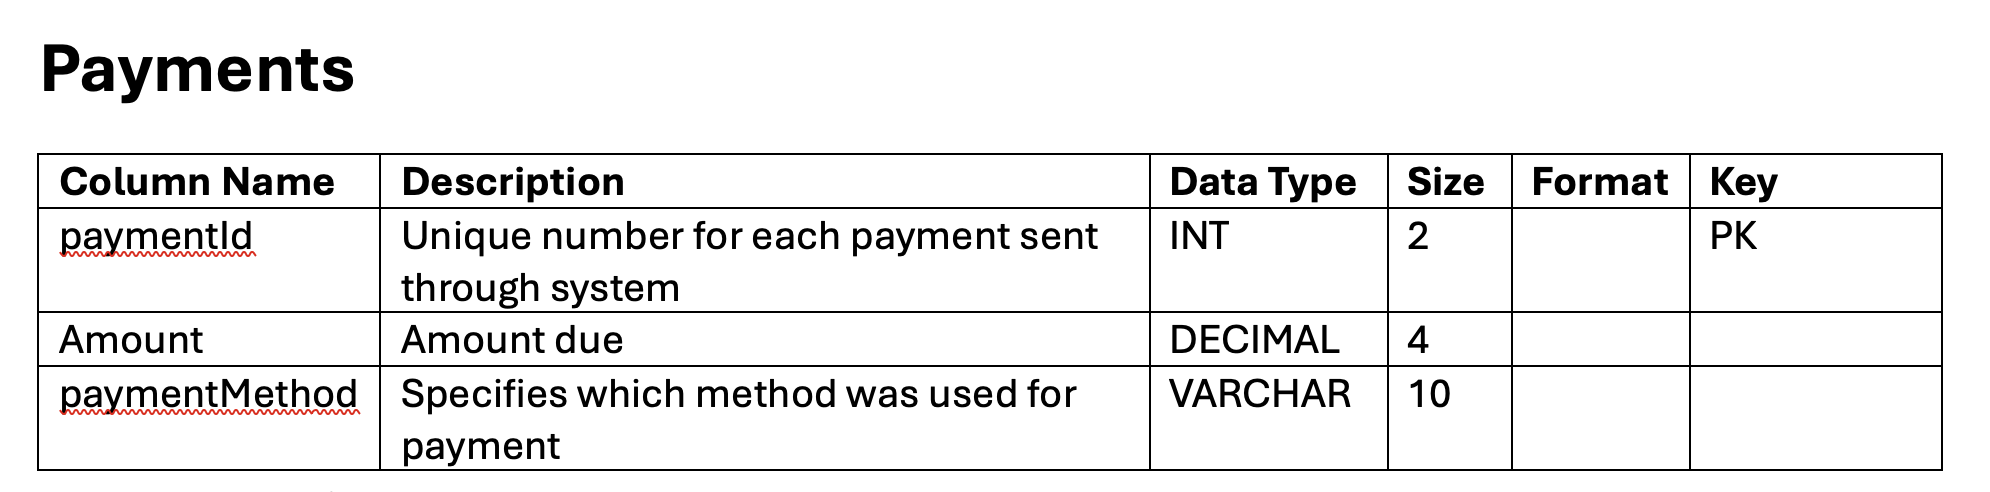 Payments
Column Name Description Data Type Size Format Key
paymentId Unique number for each payment sent INT 2 PK
through system
Amount Amount due DECIMAL 4
paymentMethod Specifies which method was used for VARCHAR 10
payment